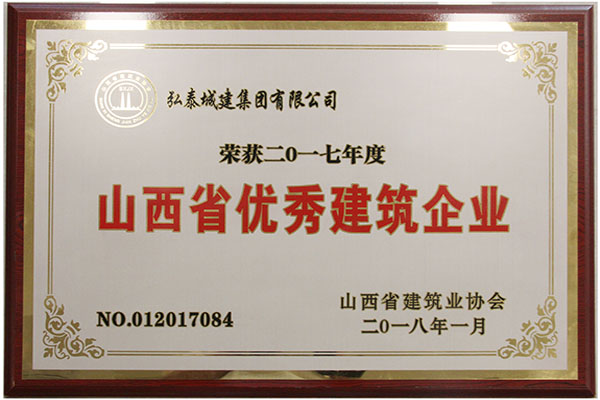 弘泰城建集团有限公司
荣获二0一七年度
山西省优秀建筑企业
NO.012017084
山西省建筑业协会
二0一八年一月